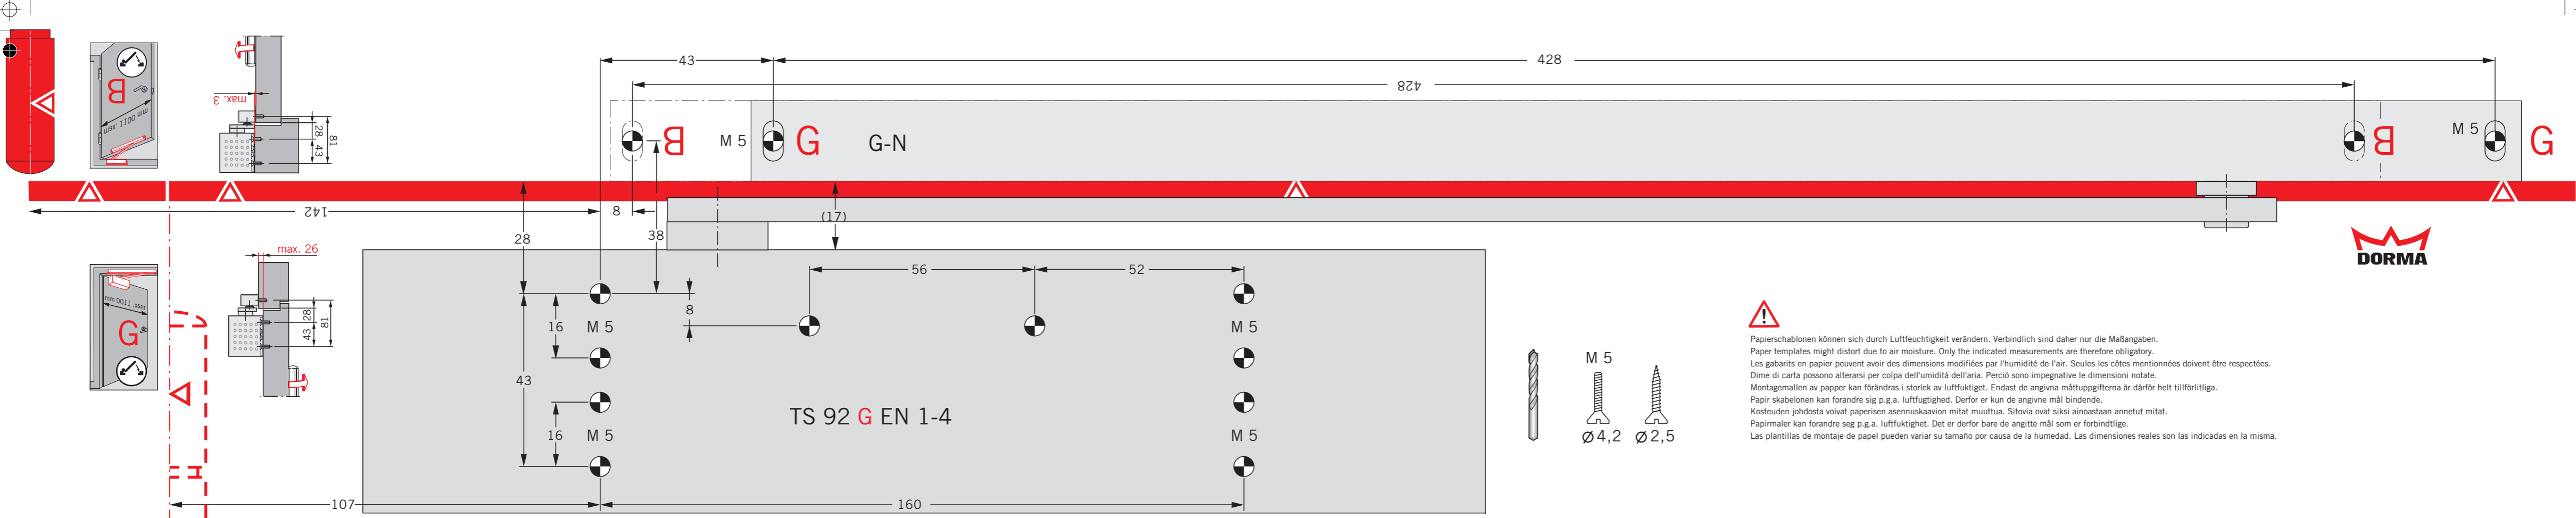 43
428
428
B
max. 1100 mm
max. 3
28
43
81
B
M 5
G
G-N
B
M 5
G
142
8
(17)
28
38
max. 26
G
max. 1100 mm
43
28
81
56
52
8
16
M 5
M 5
43
16
M 5
M 5
TS 92 G EN 1-4
107
160
DORMA
M 5
Ø 4,2
Ø 2,5
Papierschablonen können sich durch Luftfeuchtigkeit verändern. Verbindlich sind daher nur die Maßangaben.
Paper templates might distort due to air moisture. Only the indicated measurements are therefore obligatory.
Les gabarits en papier peuvent avoir des dimensions modifiées par l'humidité de l'air. Seules les côtes mentionnées doivent être respectées.
Dime di carta possono alterarsi per colpa dell'umiditá dell'aria. Perció sono impegnative le dimensioni notate.
Montagemallen av papper kan förändras i storlek av luftfuktiget. Endast de angivna måttuppgifterna är därför helt tillförlitliga.
Papir skabelonen kan forandre sig p.g.a. luftfugtighed. Derfor er kun de angivne mål bindende.
Kosteuden johdosta voivat paperisen asennuskaavion mitat muuttua. Sitovia ovat siksi ainoastaan annetut mitat.
Papirmaler kan forandre seg p.g.a. luftfuktighet. Det er derfor bare de angitte mål som er forbindtlige.
Las plantillas de montaje de papel pueden variar su tamaño por causa de la humedad. Las dimensiones reales son las indicadas en la misma.